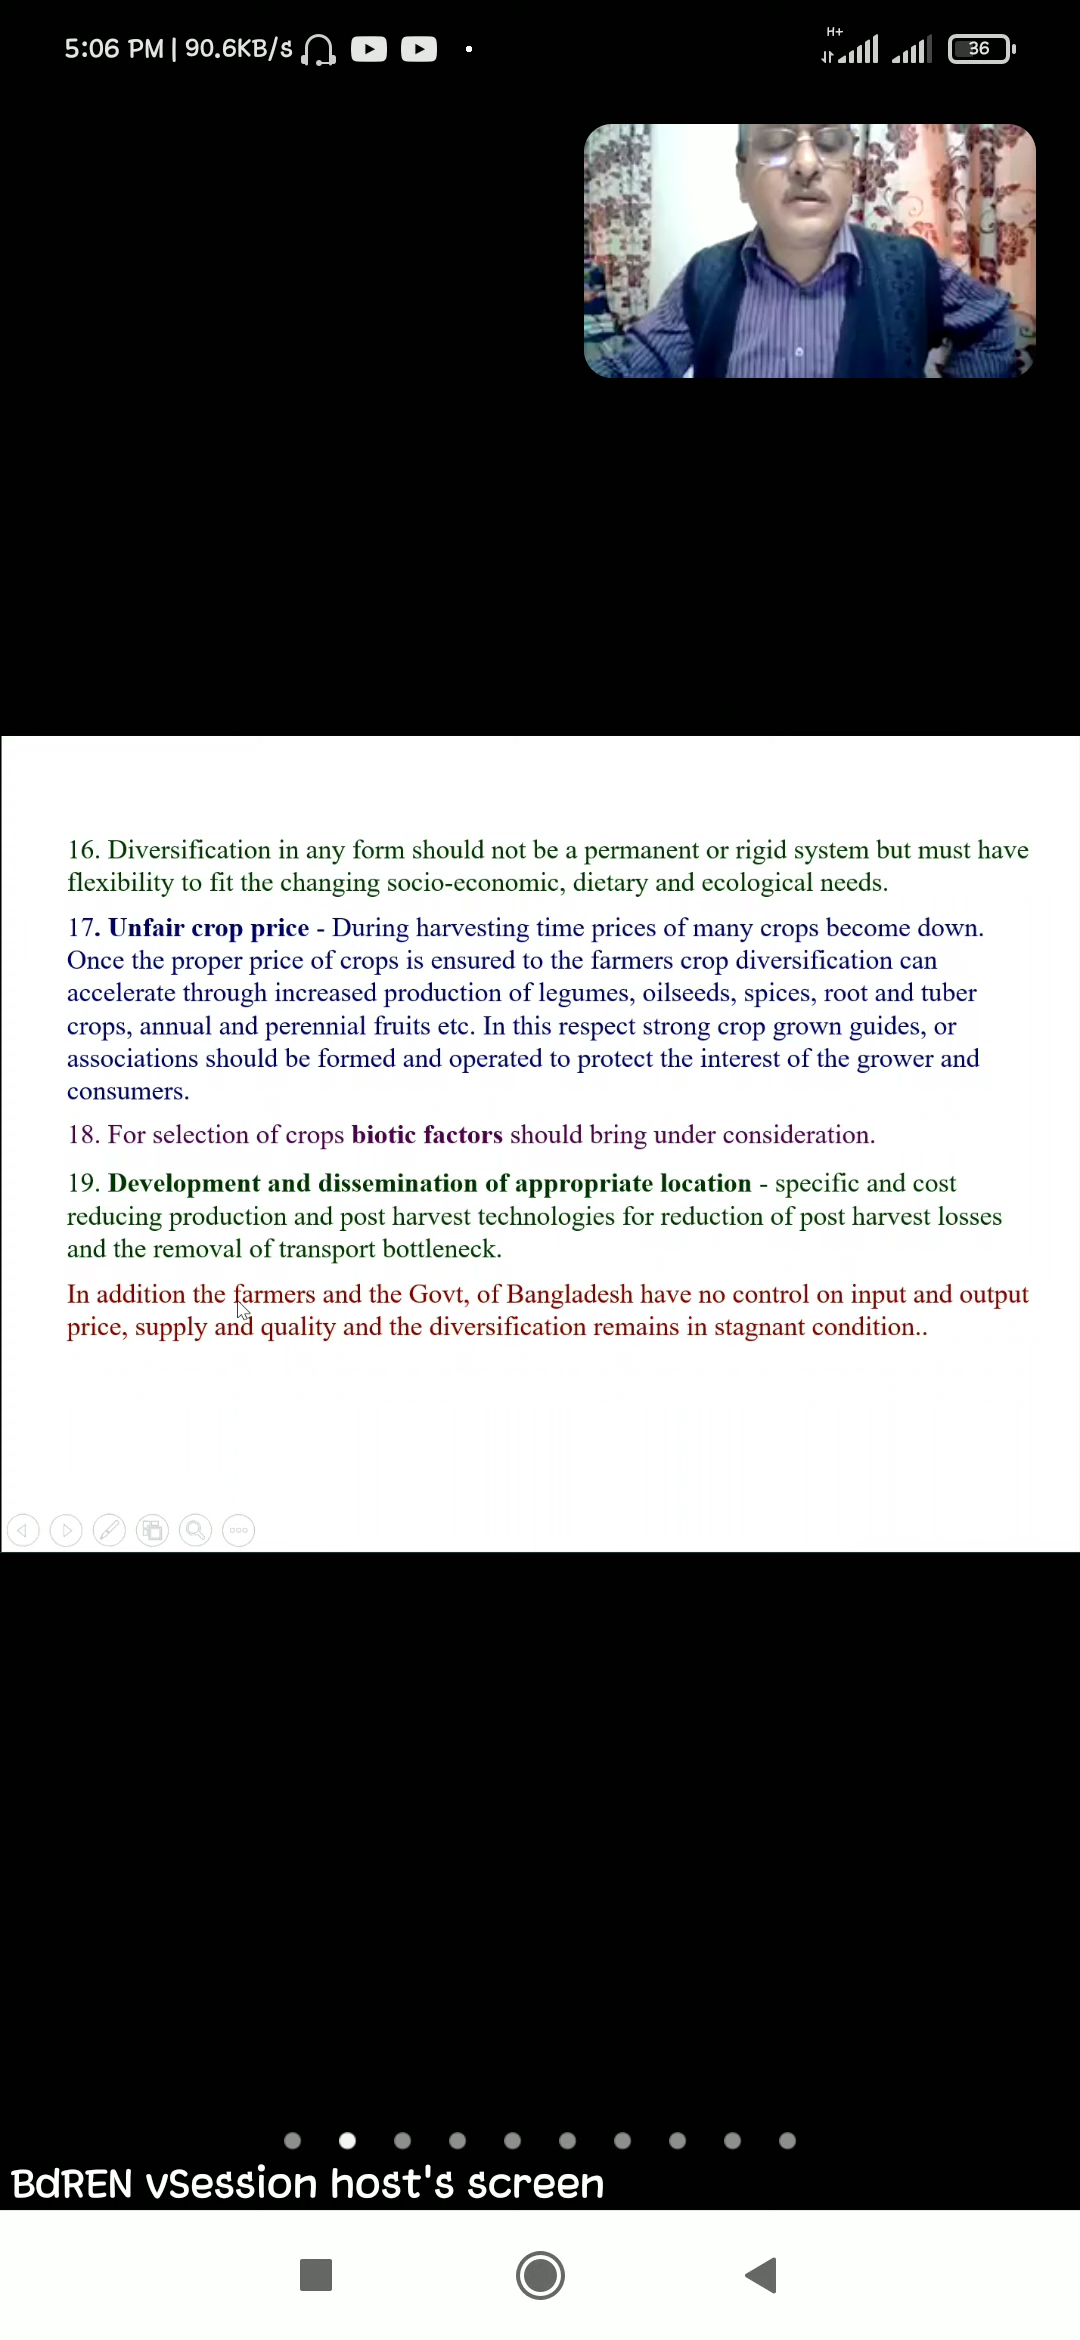 5:06 PM | 90.6KB/s
H+
36
16. Diversification in any form should not be a permanent or rigid system but must have
flexibility to fit the changing socio-economic, dietary and ecological needs.
17. Unfair crop price - During harvesting time prices of many crops become down.
Once the proper price of crops is ensured to the farmers crop diversification can
accelerate through increased production of legumes, oilseeds, spices, root and tuber
crops, annual and perennial fruits etc. In this respect strong crop grown guides, or
associations should be formed and operated to protect the interest of the grower and
consumers.
18. For selection of crops biotic factors should bring under consideration.
19. Development and dissemination of appropriate location - specific and cost
reducing production and post harvest technologies for reduction of post harvest losses
and the removal of transport bottleneck.
In addition the farmers and the Govt, of Bangladesh have no control on input and output
price, supply and quality and the diversification remains in stagnant condition..
BdREN vSession host's screen